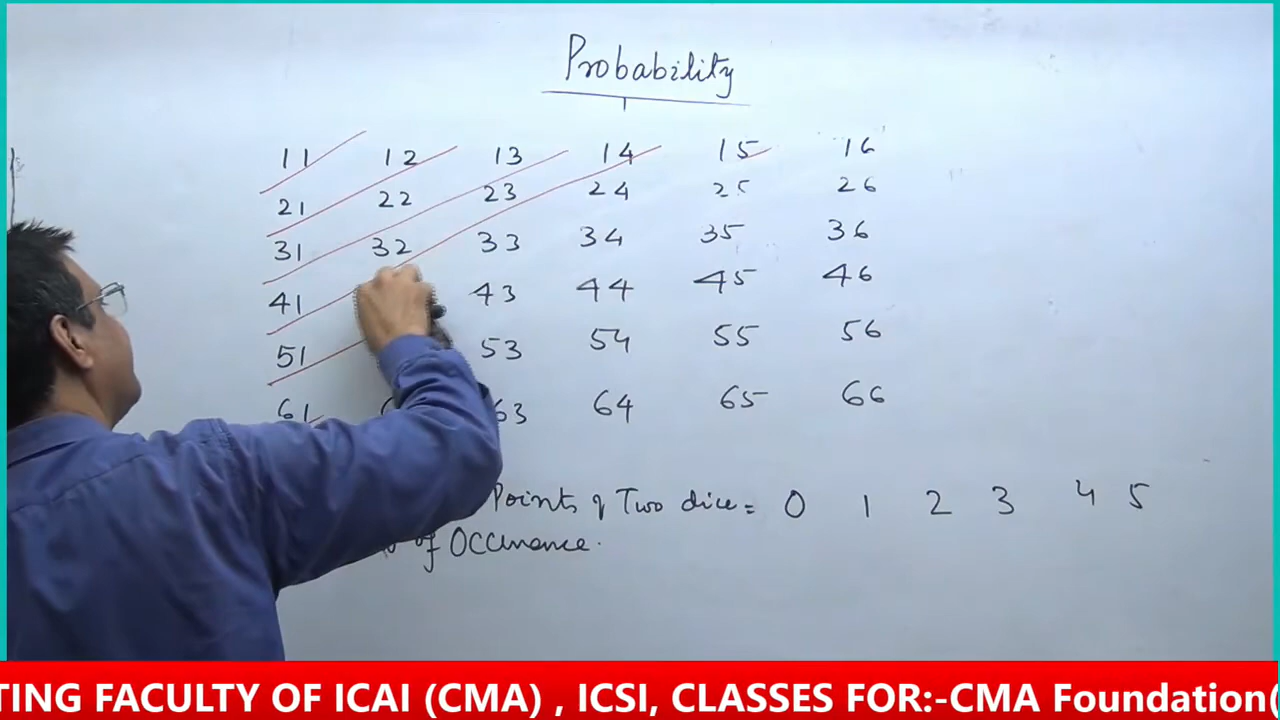 Probability
11 12 13 14 15 16
21 22 23 24 25 26
31 32 33 34 35 36
41 43 44 45 46
51 53 54 55 56
61 63 64 65 66
Points of Two dice = 0 1 2 3 4 5
of Occurance.
TING FACULTY OF ICAI (CMA) , ICSI, CLASSES FOR:-CMA Foundation(